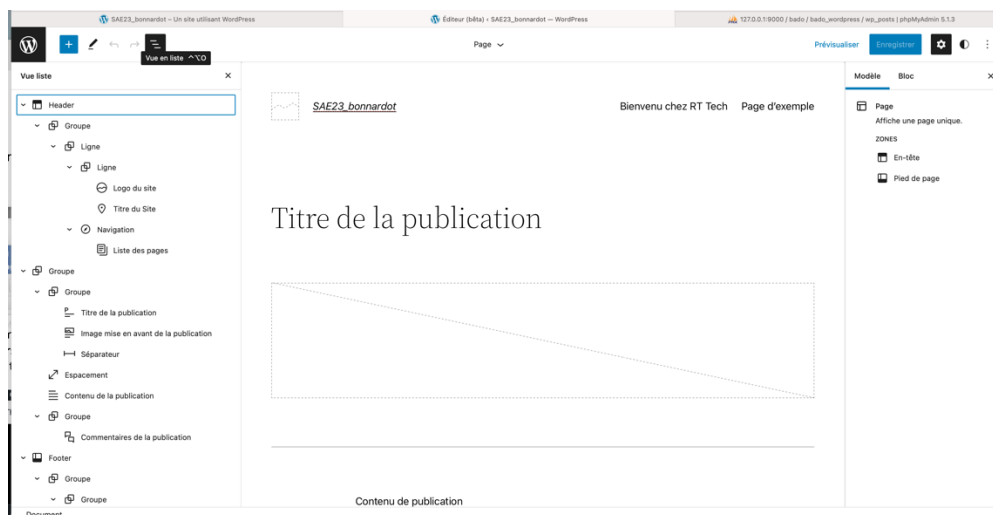 SAE23_bonnardot – Un site utilisant WordPress
Éditeur (bêta) ‹ SAE23_bonnardot — WordPress
127.0.0.1:9000 / bado / bado_wordpress / wp_posts | phpMyAdmin 5.1.3
Page
Prévisualiser
Enregistrer
Vue en liste ^⌥O
Vue liste
Header
Groupe
Ligne
Ligne
Logo du site
Titre du Site
Navigation
Liste des pages
Groupe
Groupe
Titre de la publication
Image mise en avant de la publication
Séparateur
Espacement
Contenu de la publication
Groupe
Commentaires de la publication
Footer
Groupe
Groupe
Document
SAE23_bonnardot
Bienvenu chez RT Tech Page d’exemple
Titre de la publication
Contenu de publication
Modèle Bloc
Page
Affiche une page unique.
ZONES
En-tête
Pied de page